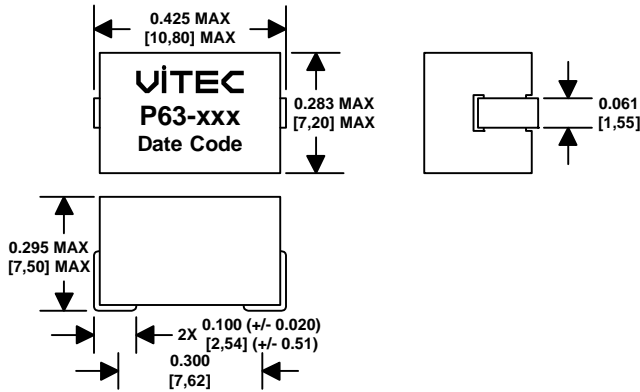 0.425 MAX
[10,80] MAX
ViTEC
P63-xxx
Date Code
0.283 MAX
[7,20] MAX
0.061
[1,55]
0.295 MAX
[7,50] MAX
2X 0.100 (+/- 0.020)
[2,54] (+/- 0.51)
0.300
[7,62]